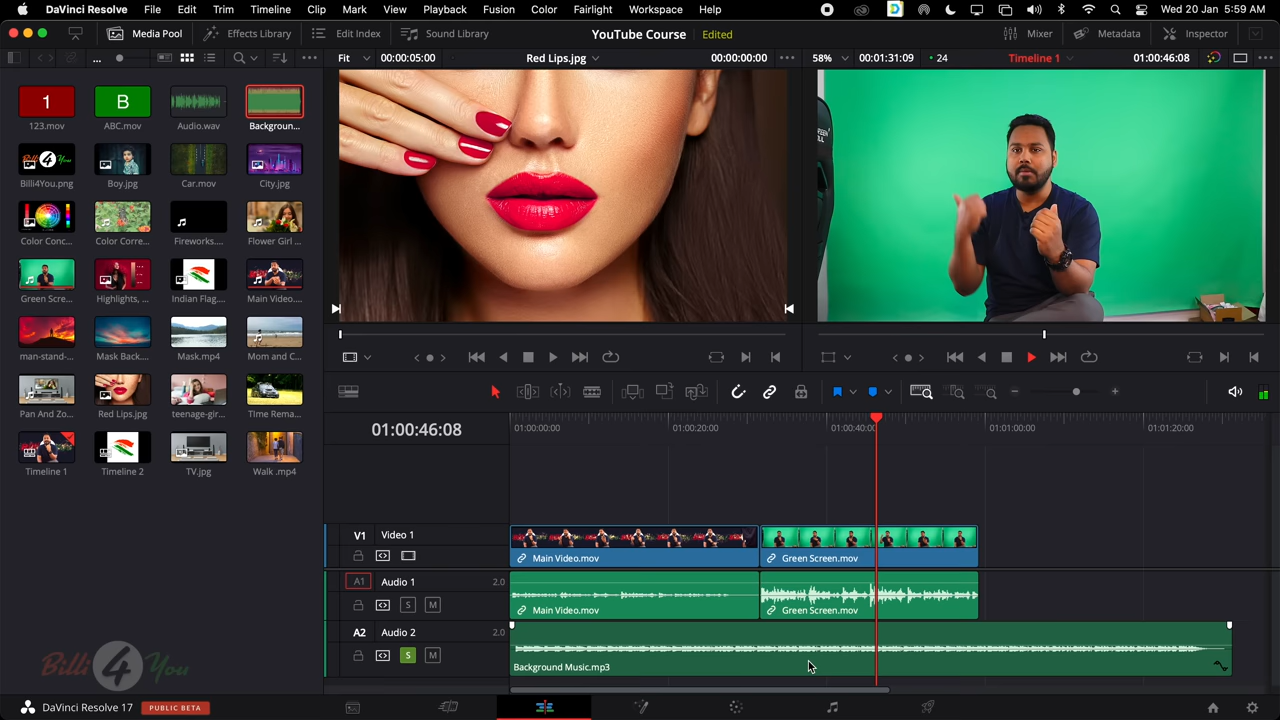 DaVinci Resolve File Edit Trim Timeline Clip Mark View Playback Fusion Color Fairlight Workspace Help Wed 20 Jan 5:59 AM
Media Pool Effects Library Edit Index Sound Library YouTube Course Edited Mixer Metadata Inspector
Fit 00:00:05:00 Red Lips.jpg 00:00:00:00 58% 00:01:31:09 24 Timeline 1 01:00:46:08
1 B
123.mov ABC.mov Audio.wav Backgroun...
Billi 4 You
Billi4You.png Boy.jpg Car.mov City.jpg
Color Conc... Color Corre... Fireworks.... Flower Girl ...
Green Scre... Highlights, ... Indian Flag.... Main Video....
man-stand-... Mask Back... Mask.mp4 Mom and C...
Pan And Zo... Red Lips.jpg teenage-gir... TIme Rema...
Timeline 1 Timeline 2 TV.jpg Walk .mp4
01:00:46:08
01:00:00:00 01:00:20:00 01:00:40:00 01:01:00:00 01:01:20:00
V1 Video 1
Main Video.mov Green Screen.mov
A1 Audio 1 2.0
S M
Main Video.mov Green Screen.mov
A2 Audio 2 2.0
S M
Background Music.mp3
Billi 4 You
DaVinci Resolve 17 PUBLIC BETA